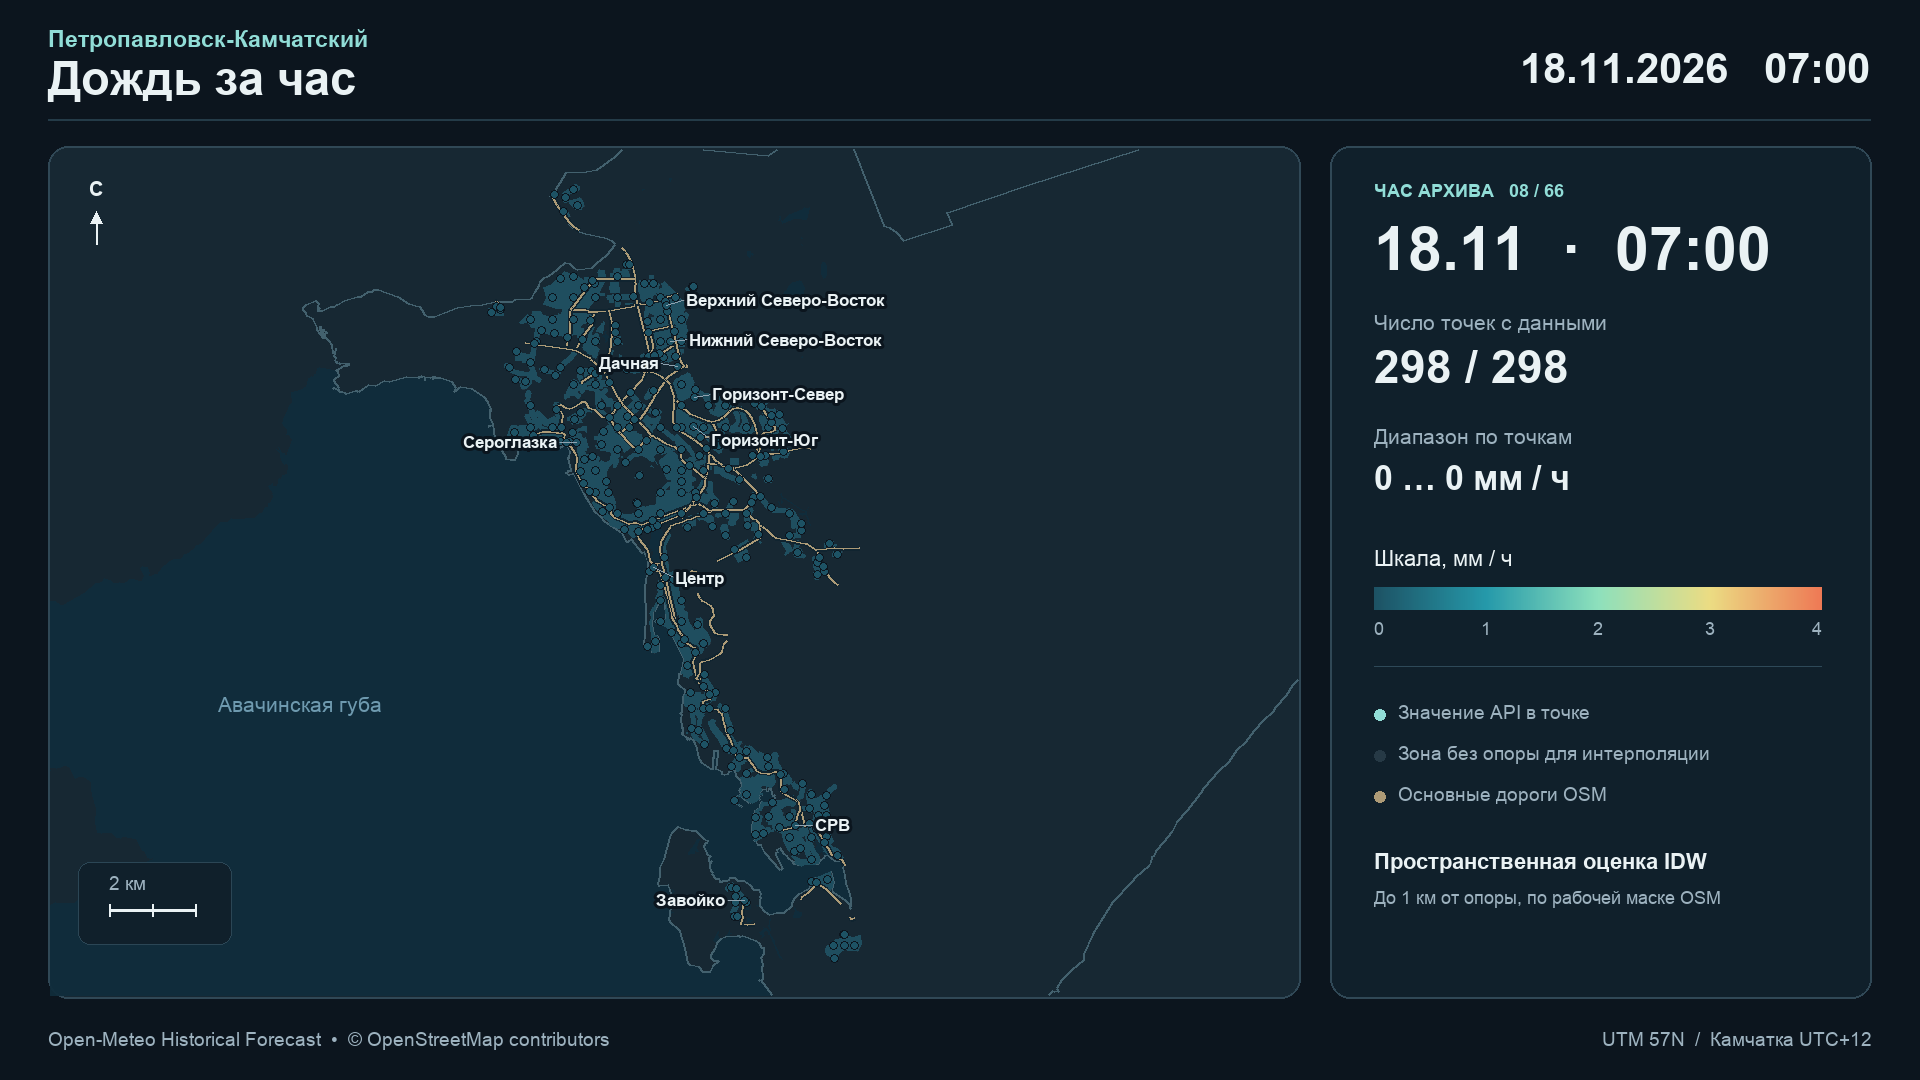 Петропавловск-Камчатский
Дождь за час
18.11.2026 07:00
С
Верхний Северо-Восток
Нижний Северо-Восток
Дачная
Горизонт-Север
Сероглазка
Горизонт-Юг
Центр
Авачинская губа
СРВ
Завойко
2 км
ЧАС АРХИВА 08 / 66
18.11 · 07:00
Число точек с данными
298 / 298
Диапазон по точкам
0 … 0 мм / ч
Шкала, мм / ч
0 1 2 3 4
Значение API в точке
Зона без опоры для интерполяции
Основные дороги OSM
Пространственная оценка IDW
До 1 км от опоры, по рабочей маске OSM
Open-Meteo Historical Forecast • © OpenStreetMap contributors
UTM 57N / Камчатка UTC+12